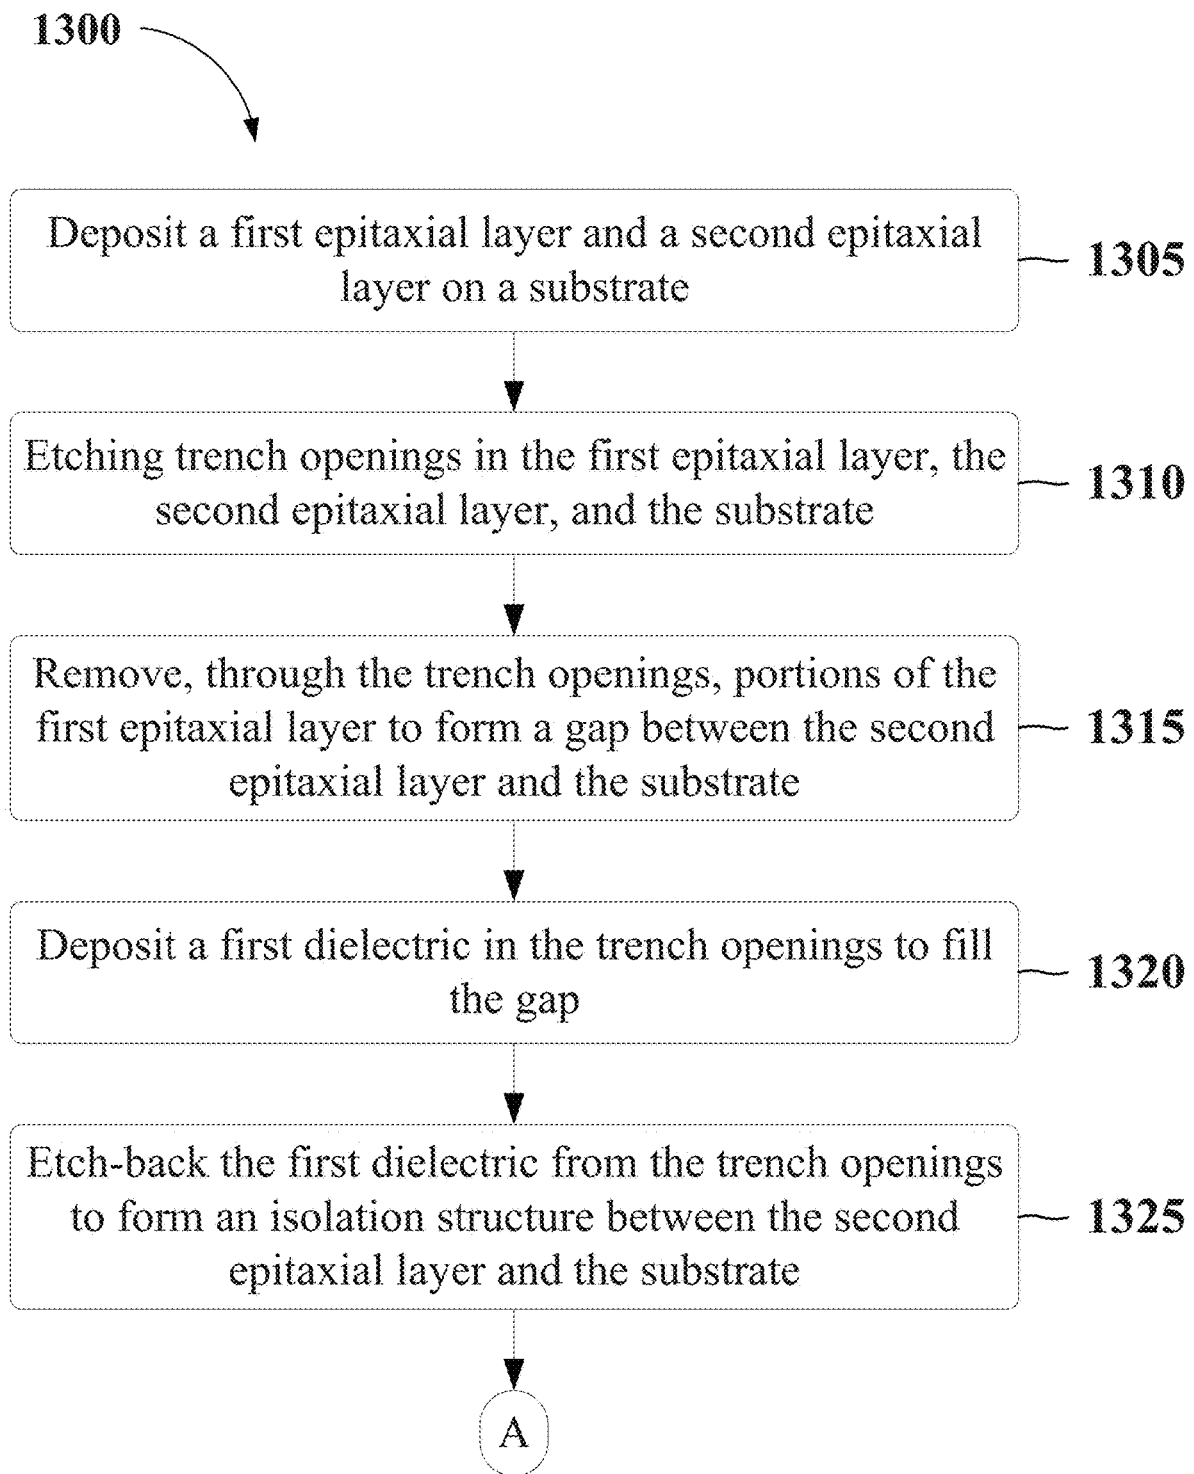 1300
Deposit a first epitaxial layer and a second epitaxial
layer on a substrate
1305
Etching trench openings in the first epitaxial layer, the
second epitaxial layer, and the substrate
1310
Remove, through the trench openings, portions of the
first epitaxial layer to form a gap between the second
epitaxial layer and the substrate
1315
Deposit a first dielectric in the trench openings to fill
the gap
1320
Etch-back the first dielectric from the trench openings
to form an isolation structure between the second
epitaxial layer and the substrate
1325
A